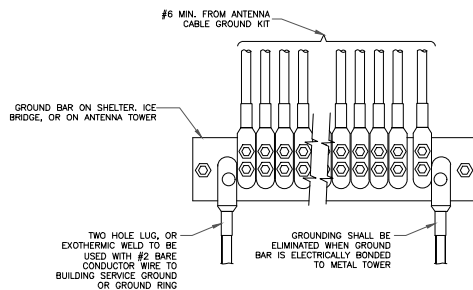 #6 MIN. FROM ANTENNA
CABLE GROUND KIT
GROUND BAR ON SHELTER. ICE
BRIDGE, OR ON ANTENNA TOWER
TWO HOLE LUG, OR
EXOTHERMIC WELD TO BE
USED WITH #2 BARE
CONDUCTOR WIRE TO
BUILDING SERVICE GROUND
OR GROUND RING
GROUNDING SHALL BE
ELIMINATED WHEN GROUND
BAR IS ELECTRICALLY BONDED
TO METAL TOWER